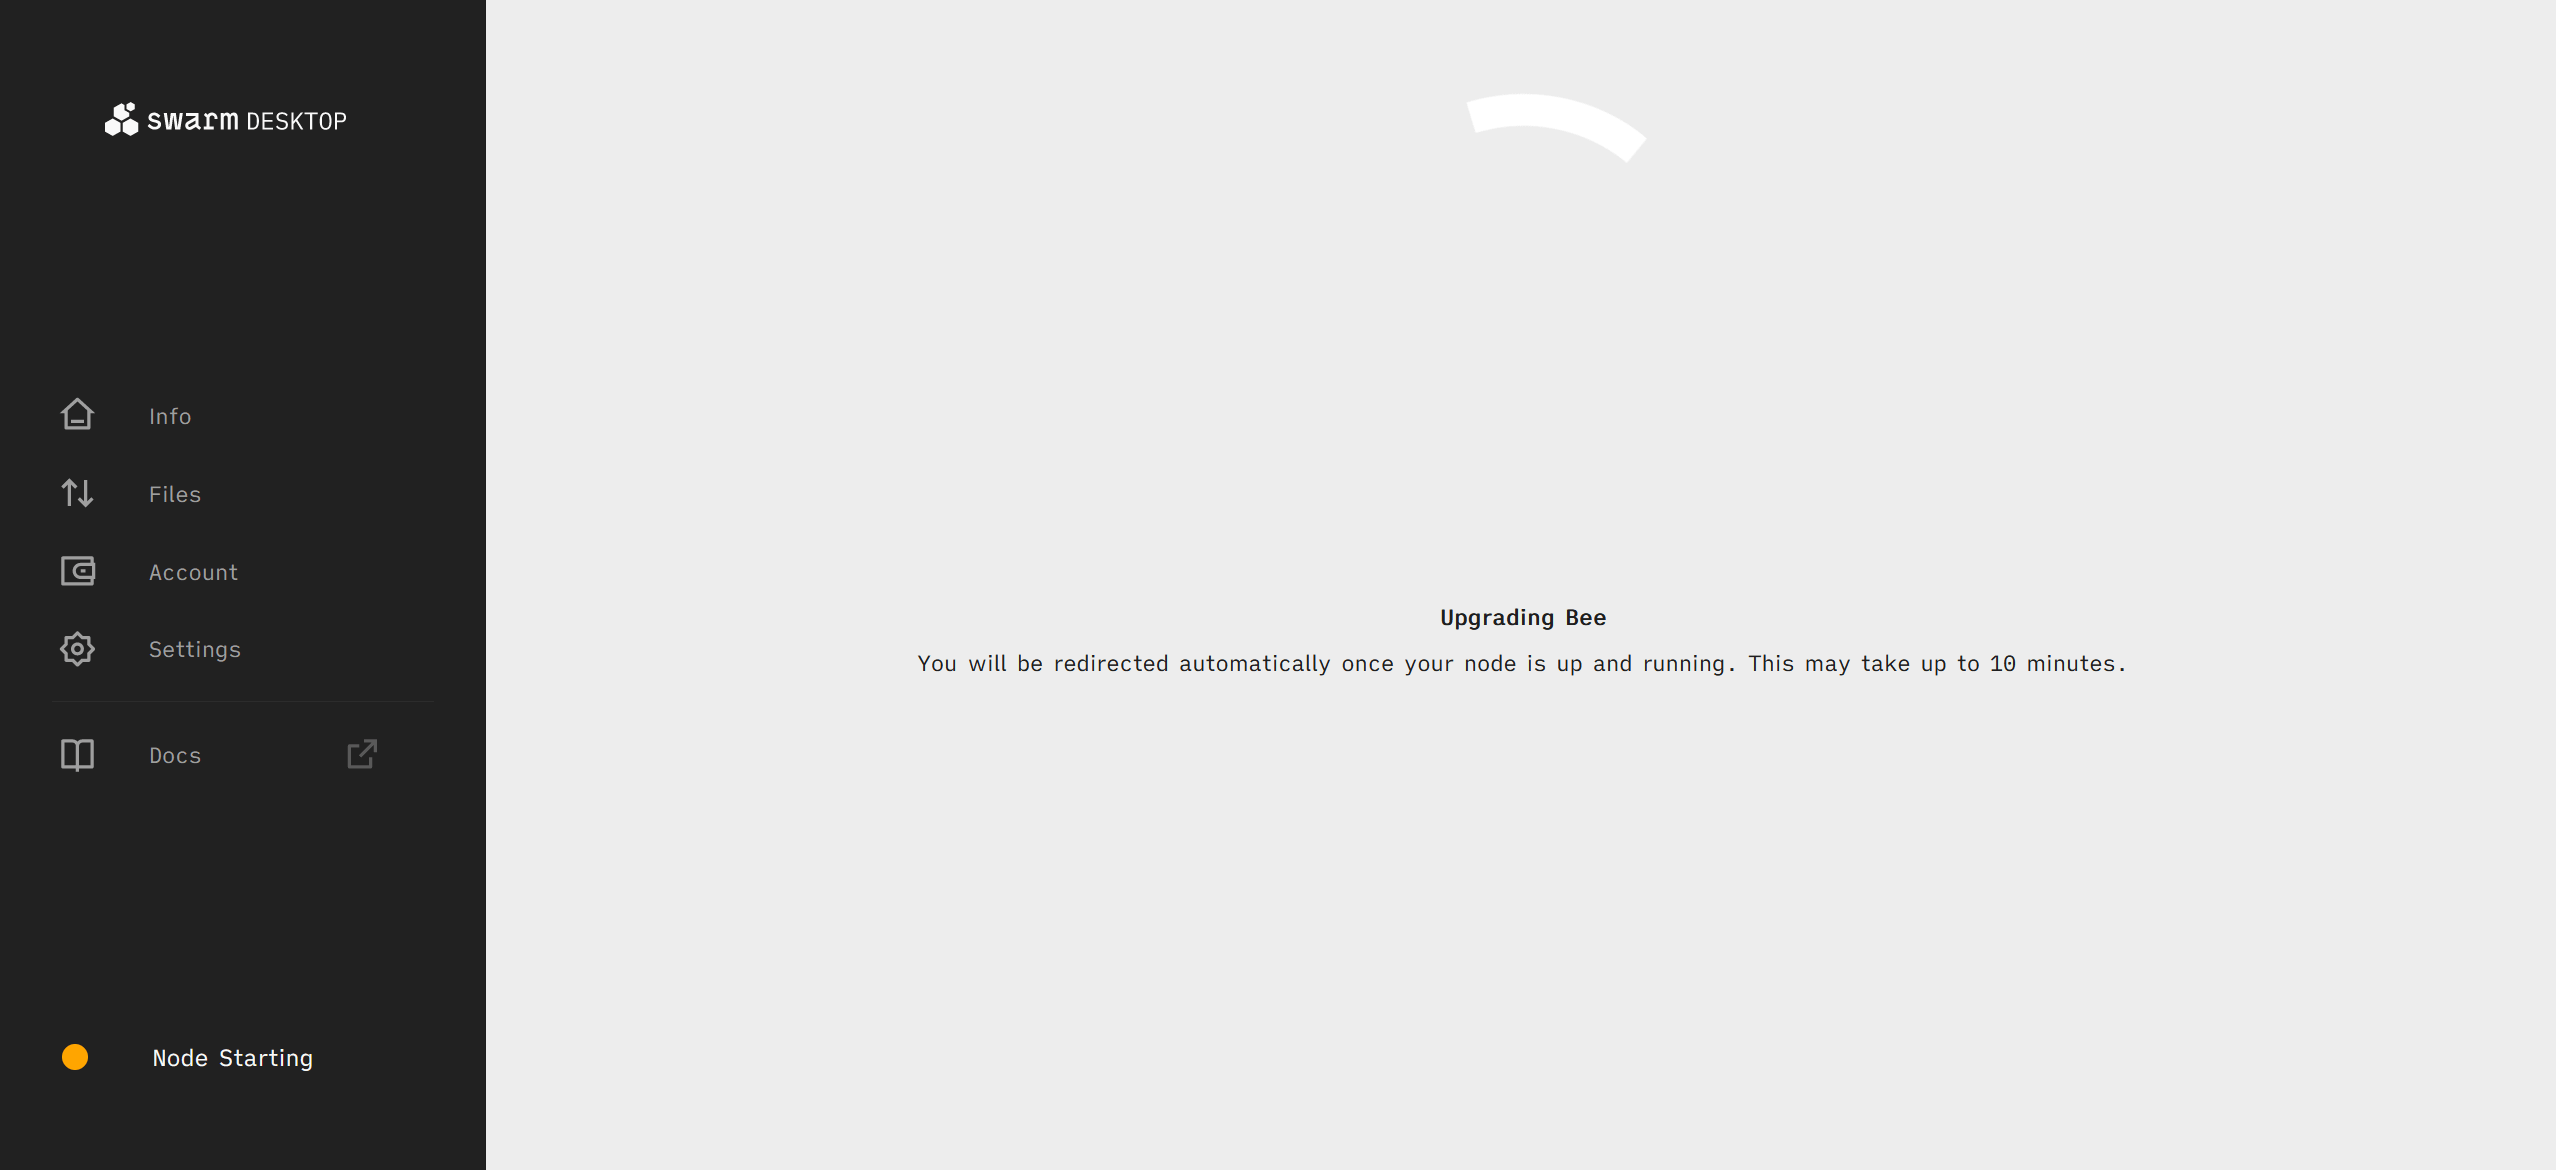 swarm DESKTOP
Info
Files
Account
Settings
Docs
Node Starting
Upgrading Bee
You will be redirected automatically once your node is up and running. This may take up to 10 minutes.